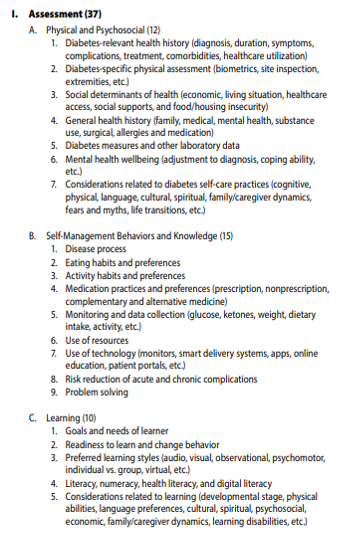 I. Assessment (37)
A. Physical and Psychosocial (12)
1. Diabetes-relevant health history (diagnosis, duration, symptoms,
complications, treatment, comorbidities, healthcare utilization)
2. Diabetes-specific physical assessment (biometrics, site inspection,
extremities, etc.)
3. Social determinants of health (economic, living situation, healthcare
access, social supports, and food/housing insecurity)
4. General health history (family, medical, mental health, substance
use, surgical, allergies and medication)
5. Diabetes measures and other laboratory data
6. Mental health wellbeing (adjustment to diagnosis, coping ability,
etc.)
7. Considerations related to diabetes self-care practices (cognitive,
physical, language, cultural, spiritual, family/caregiver dynamics,
fears and myths, life transitions, etc.)
B. Self-Management Behaviors and Knowledge (15)
1. Disease process
2. Eating habits and preferences
3. Activity habits and preferences
4. Medication practices and preferences (prescription, nonprescription,
complementary and alternative medicine)
5. Monitoring and data collection (glucose, ketones, weight, dietary
intake, activity, etc.)
6. Use of resources
7. Use of technology (monitors, smart delivery systems, apps, online
education, patient portals, etc.)
8. Risk reduction of acute and chronic complications
9. Problem solving
C. Learning (10)
1. Goals and needs of learner
2. Readiness to learn and change behavior
3. Preferred learning styles (audio, visual, observational, psychomotor,
individual vs. group, virtual, etc.)
4. Literacy, numeracy, health literacy, and digital literacy
5. Considerations related to learning (developmental stage, physical
abilities, language preferences, cultural, spiritual, psychosocial,
economic, family/caregiver dynamics, learning disabilities, etc.)